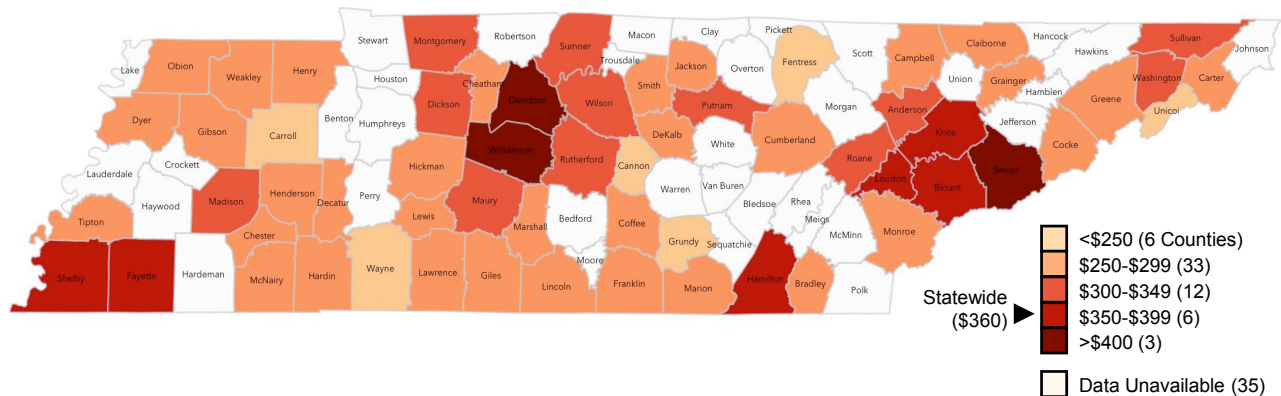 Stewart
Montgomery
Robertson
Sumner
Macon
Clay
Pickett
Trousdale
Lake
Obion
Weakley
Henry
Houston
Cheatham
Davidson
Wilson
Smith
Jackson
Overton
Fentress
Scott
Campbell
Claiborne
Hancock
Hawkins
Sullivan
Johnson
Union
Grainger
Hamblen
Washington
Carter
Unicoi
Greene
Dyer
Gibson
Carroll
Benton
Humphreys
Dickson
Putnam
Morgan
Anderson
Knox
Jefferson
Cocke
Sevier
Lauderdale
Crockett
Haywood
Madison
Henderson
Decatur
Perry
Hickman
Williamson
Rutherford
Cannon
DeKalb
White
Cumberland
Roane
Loudon
Blount
Tipton
Chester
Lewis
Maury
Marshall
Bedford
Coffee
Warren
Van Buren
Bledsoe
Rhea
Meigs
McMinn
Monroe
Shelby
Fayette
Hardeman
McNairy
Hardin
Wayne
Lawrence
Giles
Lincoln
Moore
Franklin
Grundy
Sequatchie
Marion
Hamilton
Bradley
Polk
Statewide
($360)
<$250 (6 Counties)
$250-$299 (33)
$300-$349 (12)
$350-$399 (6)
>$400 (3)
Data Unavailable (35)